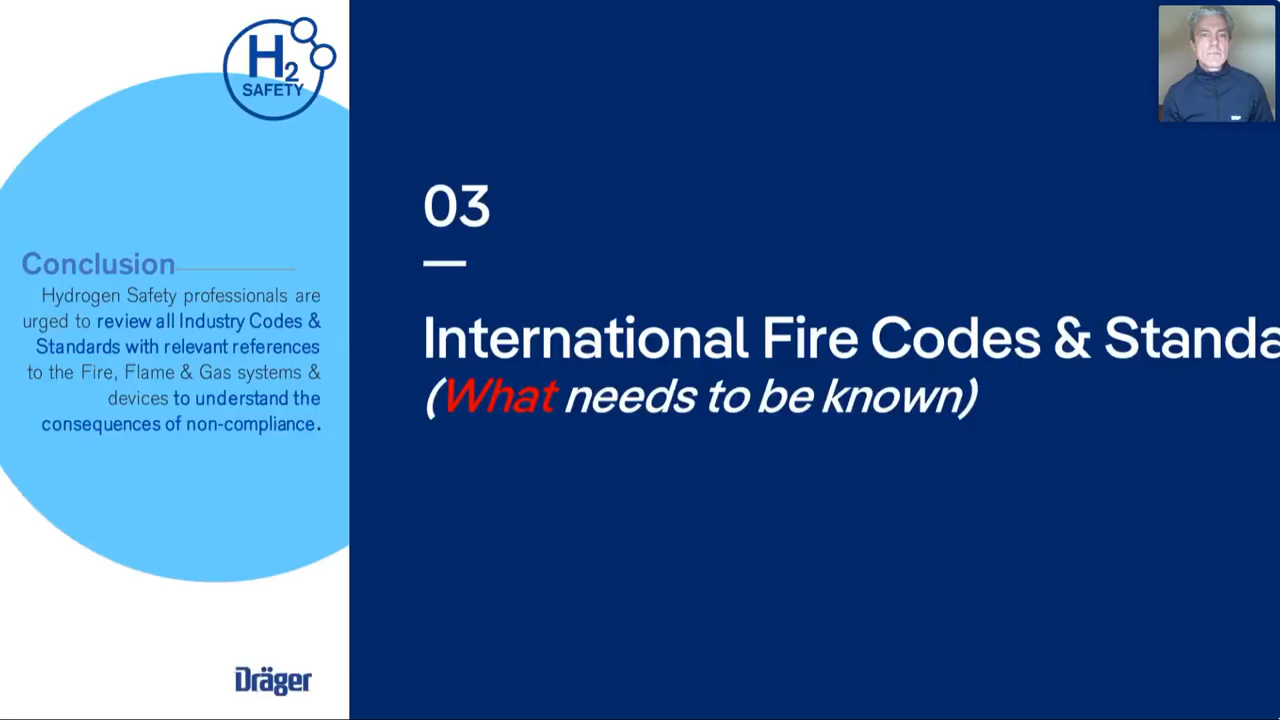 H2
SAFETY
Conclusion
Hydrogen Safety professionals are
urged to review all Industry Codes &
Standards with relevant references
to the Fire, Flame & Gas systems &
devices to understand the
consequences of non-compliance.
Dräger
03
International Fire Codes & Standa
(What needs to be known)